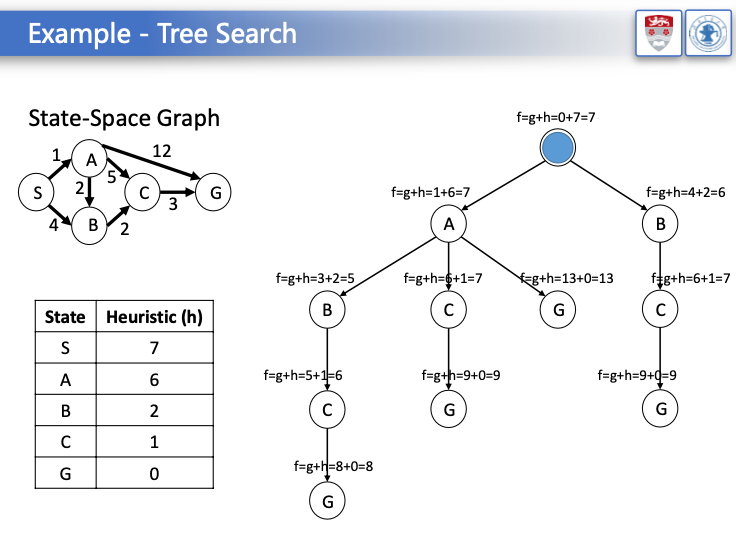 Example - Tree Search
State-Space Graph
f=g+h=0+7=7
1
A
12
5
S
2
C
G
3
4
B
2
f=g+h=1+6=7
f=g+h=4+2=6
A
B
f=g+h=3+2=5
f=g+h=6+1=7
f=g+h=13+0=13
f=g+h=6+1=7
B
C
G
C
State Heuristic (h)
S 7
A 6
B 2
C 1
G 0
f=g+h=5+1=6
f=g+h=9+0=9
f=g+h=9+0=9
C
G
G
f=g+h=8+0=8
G